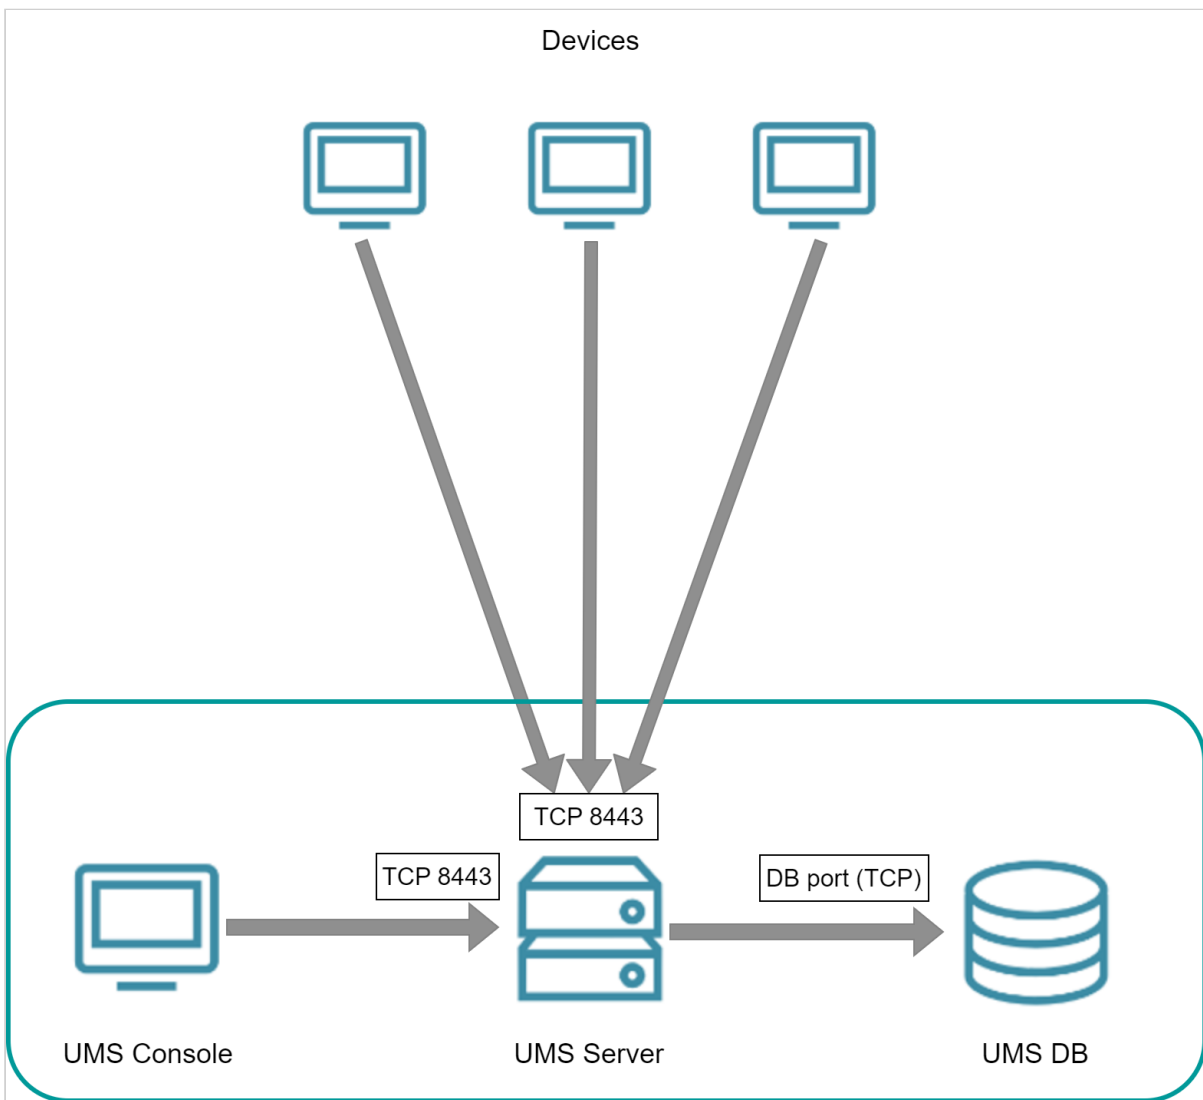 Devices
TCP 8443
TCP 8443
DB port (TCP)
UMS Console
UMS Server
UMS DB